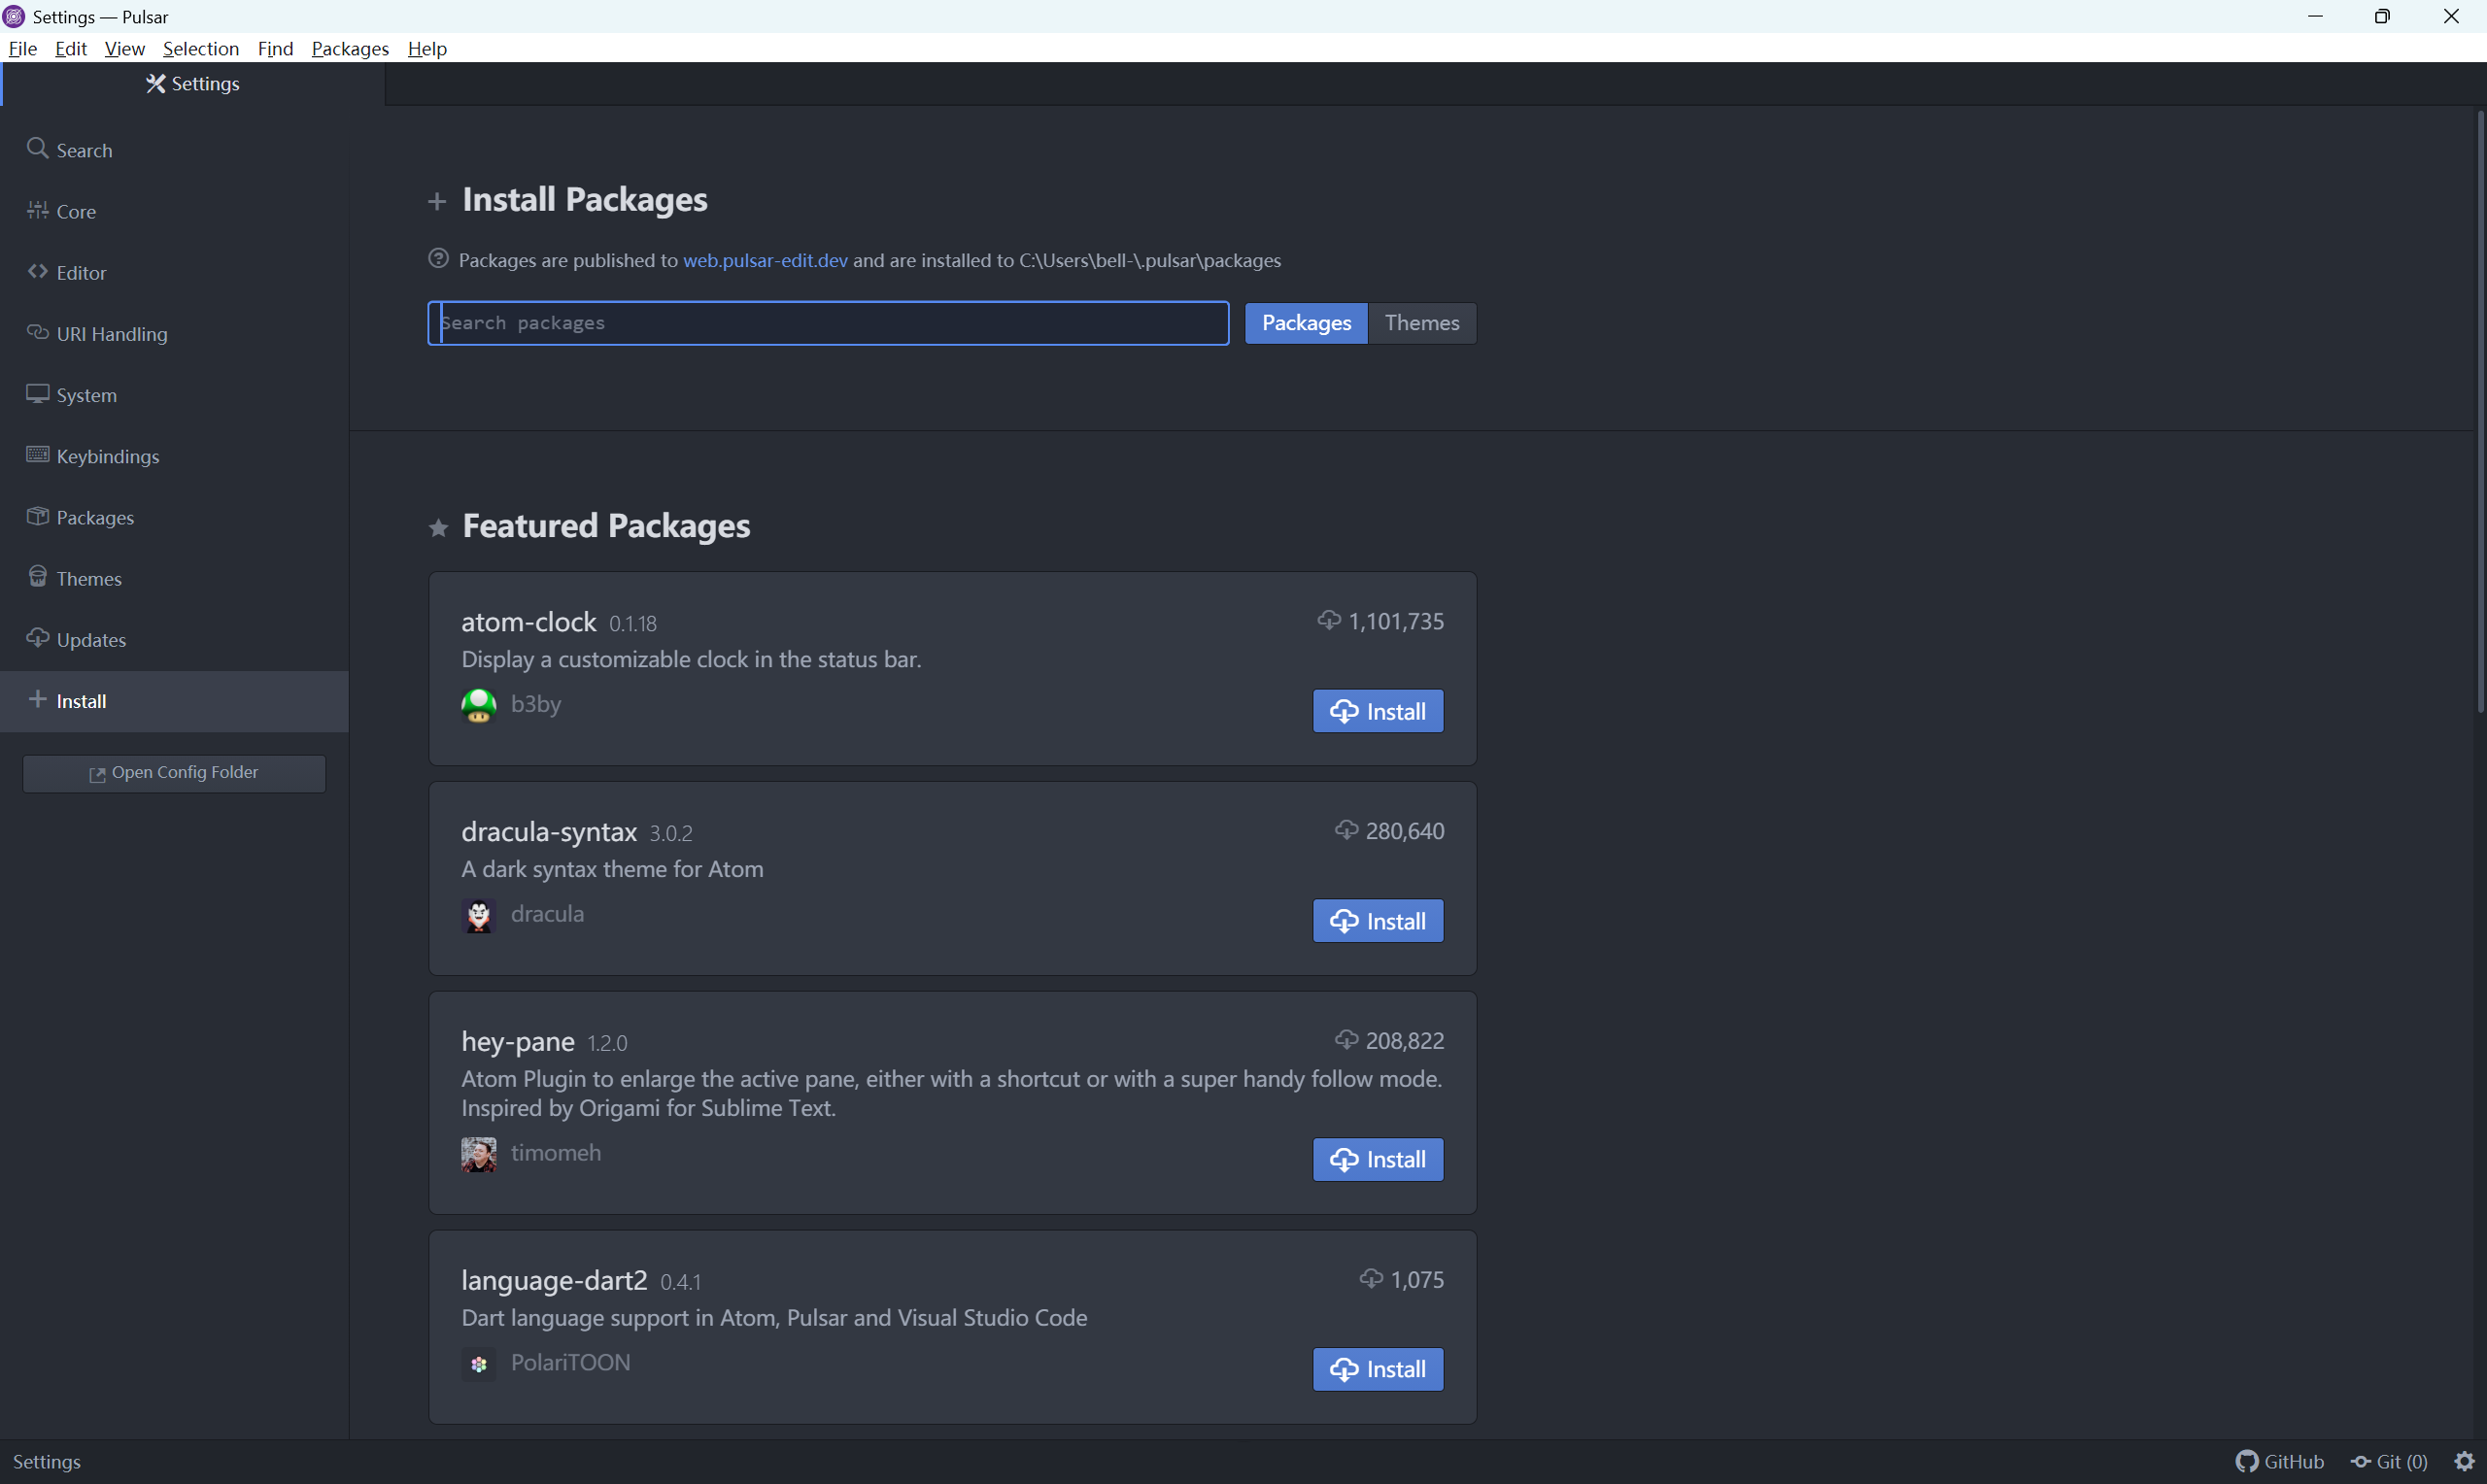 Settings — Pulsar
File Edit View Selection Find Packages Help
Settings
Search
Core
Editor
URI Handling
System
Keybindings
Packages
Themes
Updates
Install
Open Config Folder
Install Packages
Packages are published to web.pulsar-edit.dev and are installed to C:\Users\bell-\.pulsar\packages
Search packages
Packages Themes
Featured Packages
atom-clock 0.1.18 1,101,735
Display a customizable clock in the status bar.
b3by
Install
dracula-syntax 3.0.2 280,640
A dark syntax theme for Atom
dracula
Install
hey-pane 1.2.0 208,822
Atom Plugin to enlarge the active pane, either with a shortcut or with a super handy follow mode.
Inspired by Origami for Sublime Text.
timomeh
Install
language-dart2 0.4.1 1,075
Dart language support in Atom, Pulsar and Visual Studio Code
PolariTOON
Install
Settings GitHub Git (0)